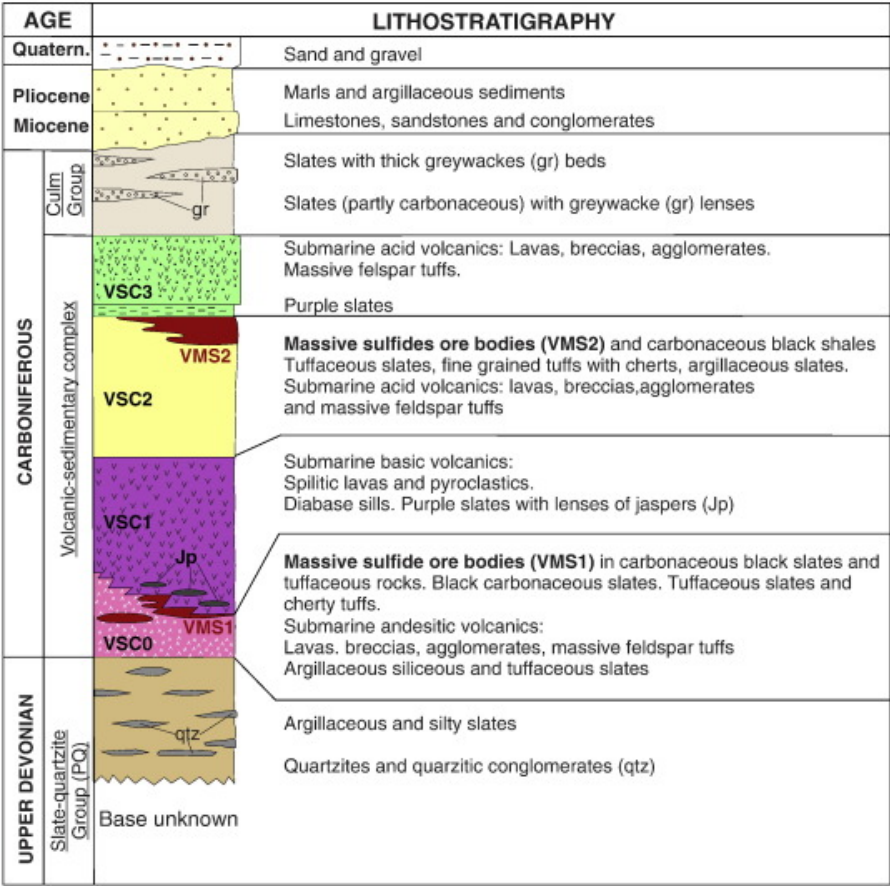 AGE
LITHOSTRATIGRAPHY
Quatern.
Sand and gravel
Pliocene
Marls and argillaceous sediments
Miocene
Limestones, sandstones and conglomerates
CARBONIFEROUS
Culm
Group
gr
Slates with thick greywackes (gr) beds
Slates (partly carbonaceous) with greywacke (gr) lenses
Volcanic-sedimentary complex
VSC3
Submarine acid volcanics: Lavas, breccias, agglomerates.
Massive felspar tuffs.
Purple slates
VMS2
VSC2
Massive sulfides ore bodies (VMS2) and carbonaceous black shales
Tuffaceous slates, fine grained tuffs with cherts, argillaceous slates.
Submarine acid volcanics: lavas, breccias,agglomerates
and massive feldspar tuffs
VSC1
Jp
Submarine basic volcanics:
Spilitic lavas and pyroclastics.
Diabase sills. Purple slates with lenses of jaspers (Jp)
VMS1
VSC0
Massive sulfide ore bodies (VMS1) in carbonaceous black slates and
tuffaceous rocks. Black carbonaceous slates. Tuffaceous slates and
cherty tuffs.
Submarine andesitic volcanics:
Lavas. breccias, agglomerates, massive feldspar tuffs
Argillaceous siliceous and tuffaceous slates
UPPER DEVONIAN
Slate-quartzite
Group (PQ)
qtz
Argillaceous and silty slates
Quartzites and quarzitic conglomerates (qtz)
Base unknown